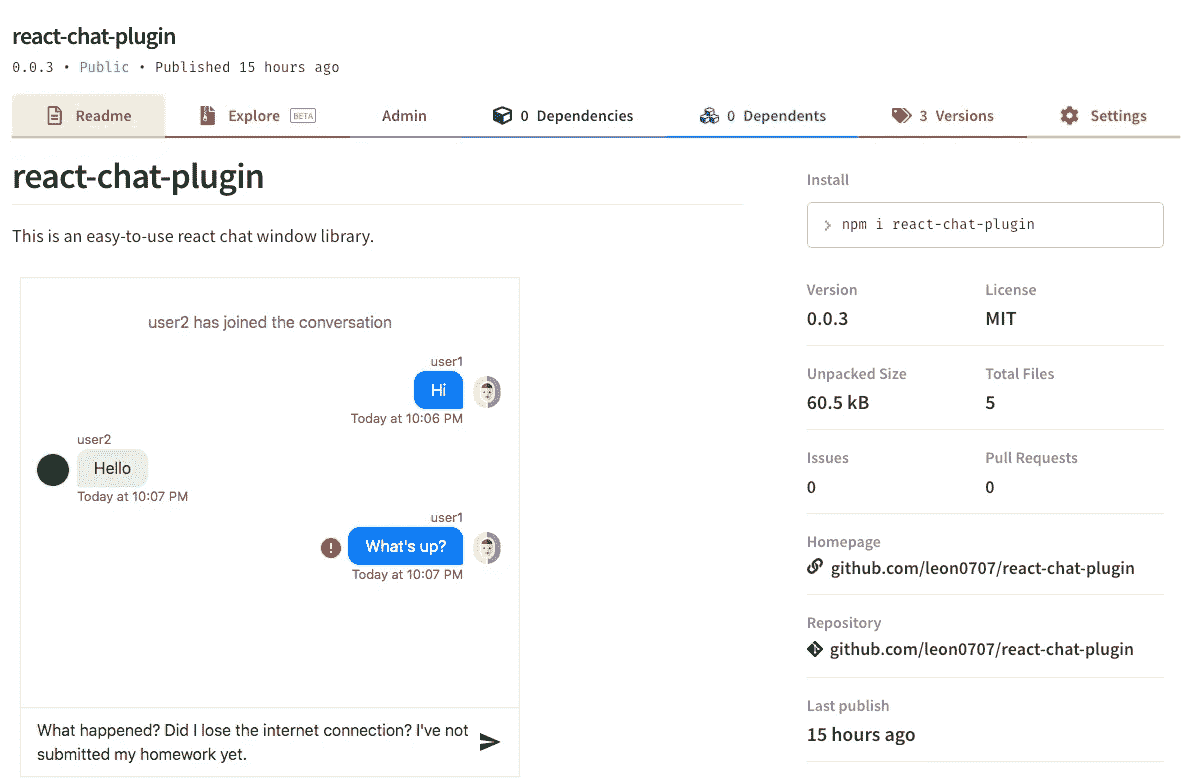 react-chat-plugin
0.0.3 • Public • Published 15 hours ago
Readme
Explore BETA
Admin
0 Dependencies
0 Dependents
3 Versions
Settings
react-chat-plugin
This is an easy-to-use react chat window library.
user2 has joined the conversation
user1
Hi
Today at 10:06 PM
user2
Hello
Today at 10:07 PM
user1
! What's up?
Today at 10:07 PM
What happened? Did I lose the internet connection? I've not
submitted my homework yet.
Install
> npm i react-chat-plugin
Version
License
0.0.3
MIT
Unpacked Size
Total Files
60.5 kB
5
Issues
Pull Requests
0
0
Homepage
github.com/leon0707/react-chat-plugin
Repository
github.com/leon0707/react-chat-plugin
Last publish
15 hours ago